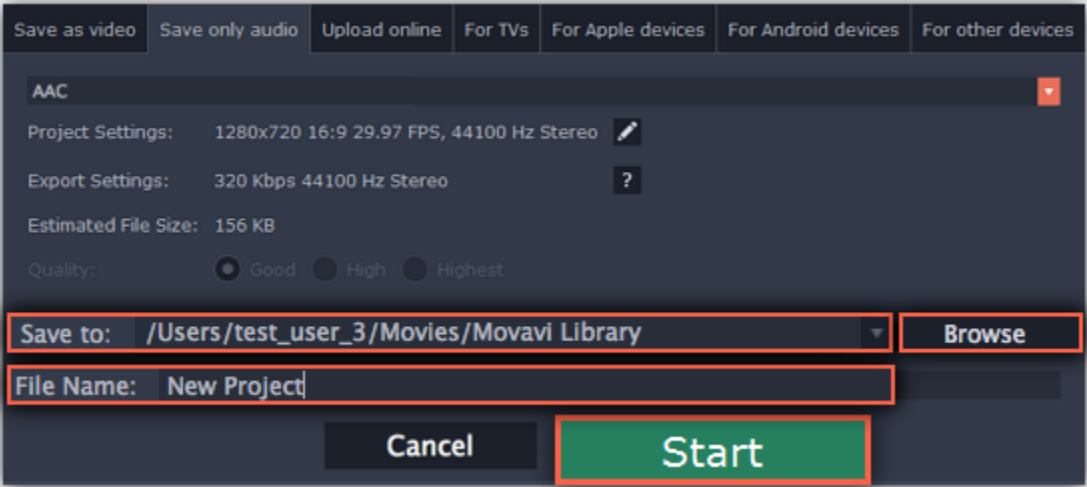 Save as video Save only audio Upload online For TVs For Apple devices For Android devices For other devices
AAC
Project Settings: 1280x720 16:9 29.97 FPS, 44100 Hz Stereo
Export Settings: 320 Kbps 44100 Hz Stereo ?
Estimated File Size: 156 KB
Quality: Good High Highest
Save to: /Users/test_user_3/Movies/Movavi Library Browse
File Name: New Project
Cancel Start